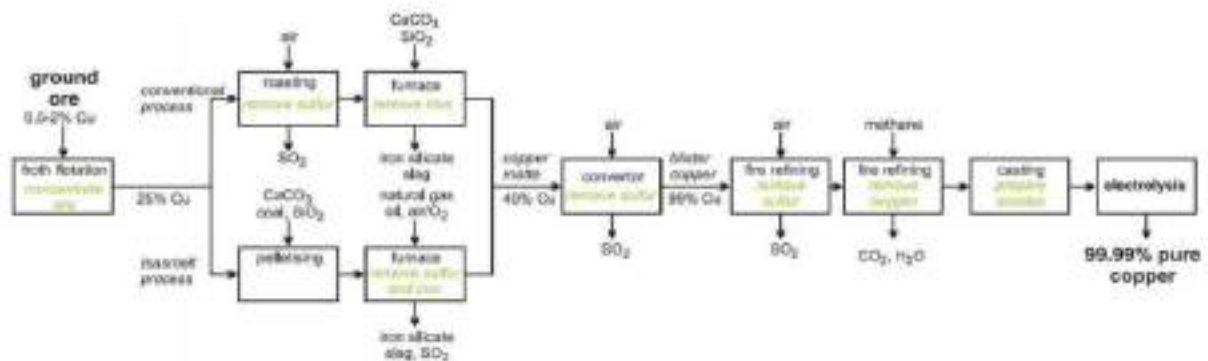 ground
ore
0.5-2% Cu
froth flotation
concentrate
ore
25% Cu
conventional
process
air
roasting
remove sulfur
SO2
CaCO3
SiO2
furnace
remove iron
iron silicate
slag
isasmelt
process
CaCO3
coal, SiO2
pelletising
natural gas
oil, air/O2
furnace
remove sulfur
and iron
iron silicate
slag, SO2
copper
matte
40% Cu
air
convertor
remove sulfur
SO2
blister
copper
99% Cu
air
fire refining
remove
sulfur
SO2
methane
fire refining
remove
oxygen
CO2, H2O
casting
prepare
anodes
electrolysis
99.99% pure
copper